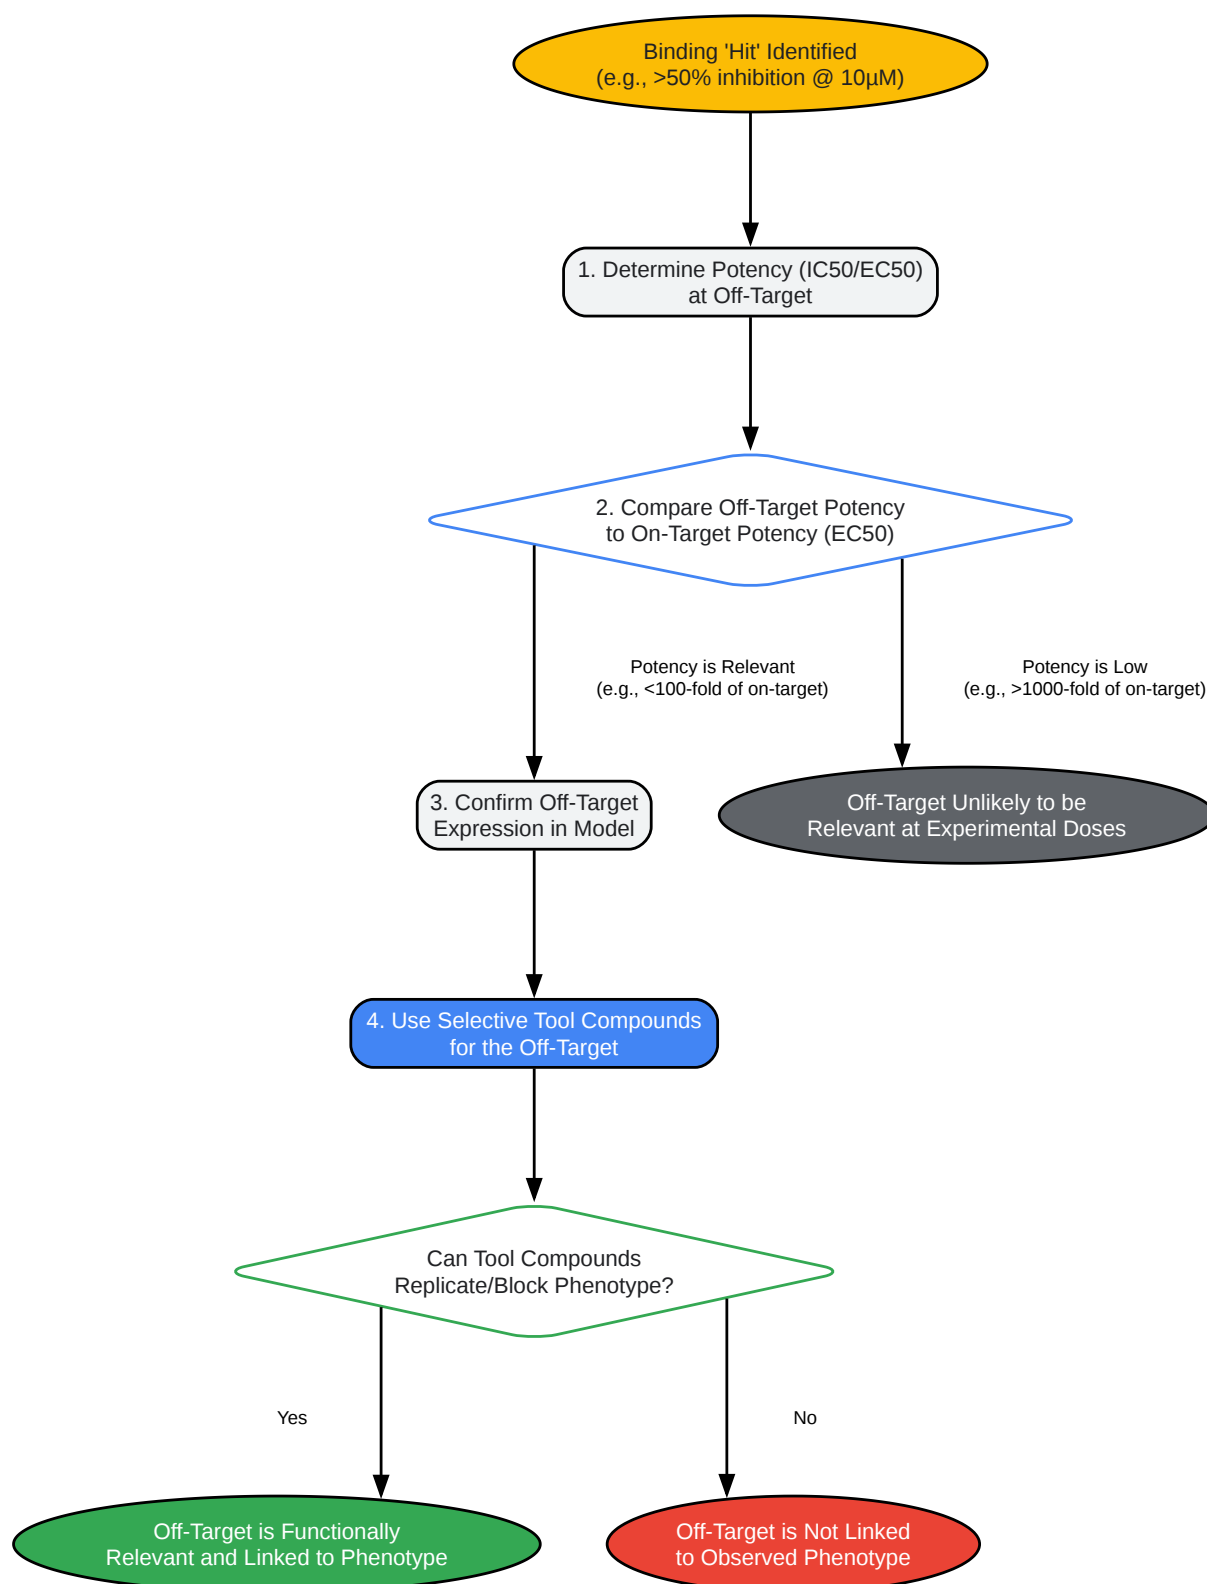 Binding 'Hit' Identified
(e.g., >50% inhibition @ 10µM)
1. Determine Potency (IC50/EC50)
at Off-Target
2. Compare Off-Target Potency
to On-Target Potency (EC50)
Potency is Relevant
(e.g., <100-fold of on-target)
Potency is Low
(e.g., >1000-fold of on-target)
3. Confirm Off-Target
Expression in Model
Off-Target Unlikely to be
Relevant at Experimental Doses
4. Use Selective Tool Compounds
for the Off-Target
Can Tool Compounds
Replicate/Block Phenotype?
Yes
No
Off-Target is Functionally
Relevant and Linked to Phenotype
Off-Target is Not Linked
to Observed Phenotype